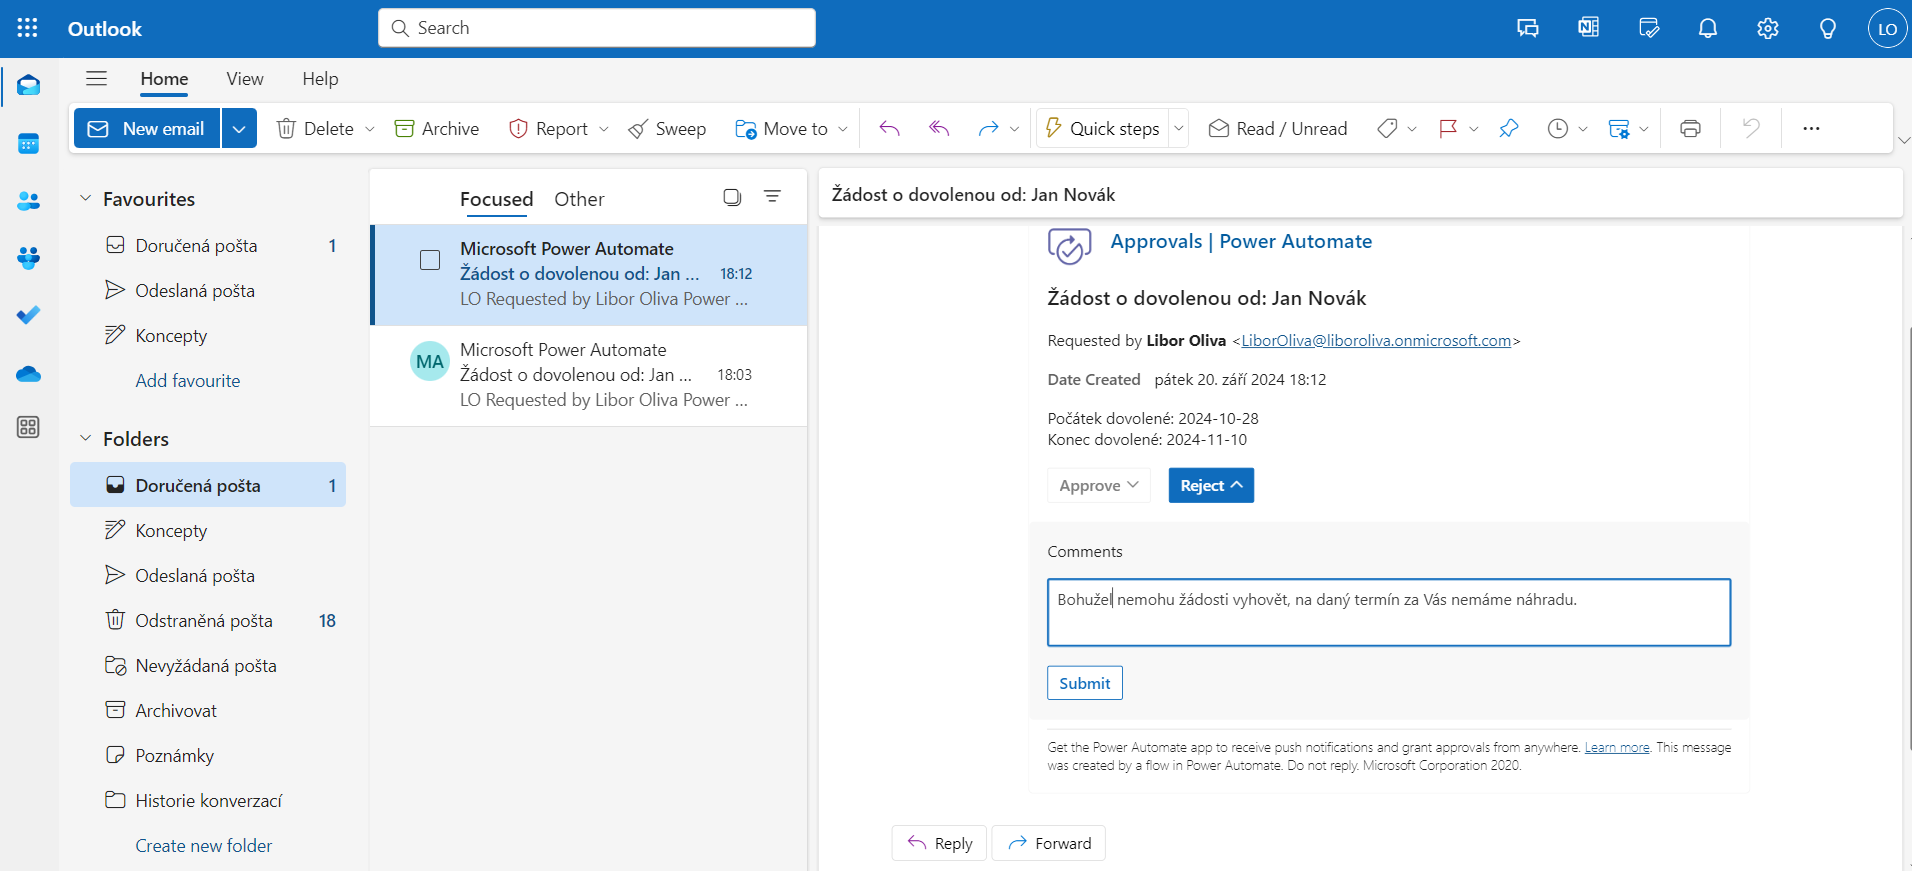 Outlook
Search
LO
Home View Help
New email Delete Archive Report Sweep Move to Quick steps Read / Unread
Favourites
Doručená pošta 1
Odeslaná pošta
Koncepty
Add favourite
Folders
Doručená pošta 1
Koncepty
Odeslaná pošta
Odstraněná pošta 18
Nevyžádaná pošta
Archivovat
Poznámky
Historie konverzací
Create new folder
Focused Other
Microsoft Power Automate
Žádost o dovolenou od: Jan ... 18:12
LO Requested by Libor Oliva Power ...
MA
Microsoft Power Automate
Žádost o dovolenou od: Jan ... 18:03
LO Requested by Libor Oliva Power ...
Žádost o dovolenou od: Jan Novák
Approvals | Power Automate
Žádost o dovolenou od: Jan Novák
Requested by Libor Oliva <LiborOliva@liboroliva.onmicrosoft.com>
Date Created pátek 20. září 2024 18:12
Počátek dovolené: 2024-10-28
Konec dovolené: 2024-11-10
Approve Reject
Comments
Bohužel nemohu žádosti vyhovět, na daný termín za Vás nemáme náhradu.
Submit
Get the Power Automate app to receive push notifications and grant approvals from anywhere. Learn more. This message
was created by a flow in Power Automate. Do not reply. Microsoft Corporation 2020.
Reply Forward